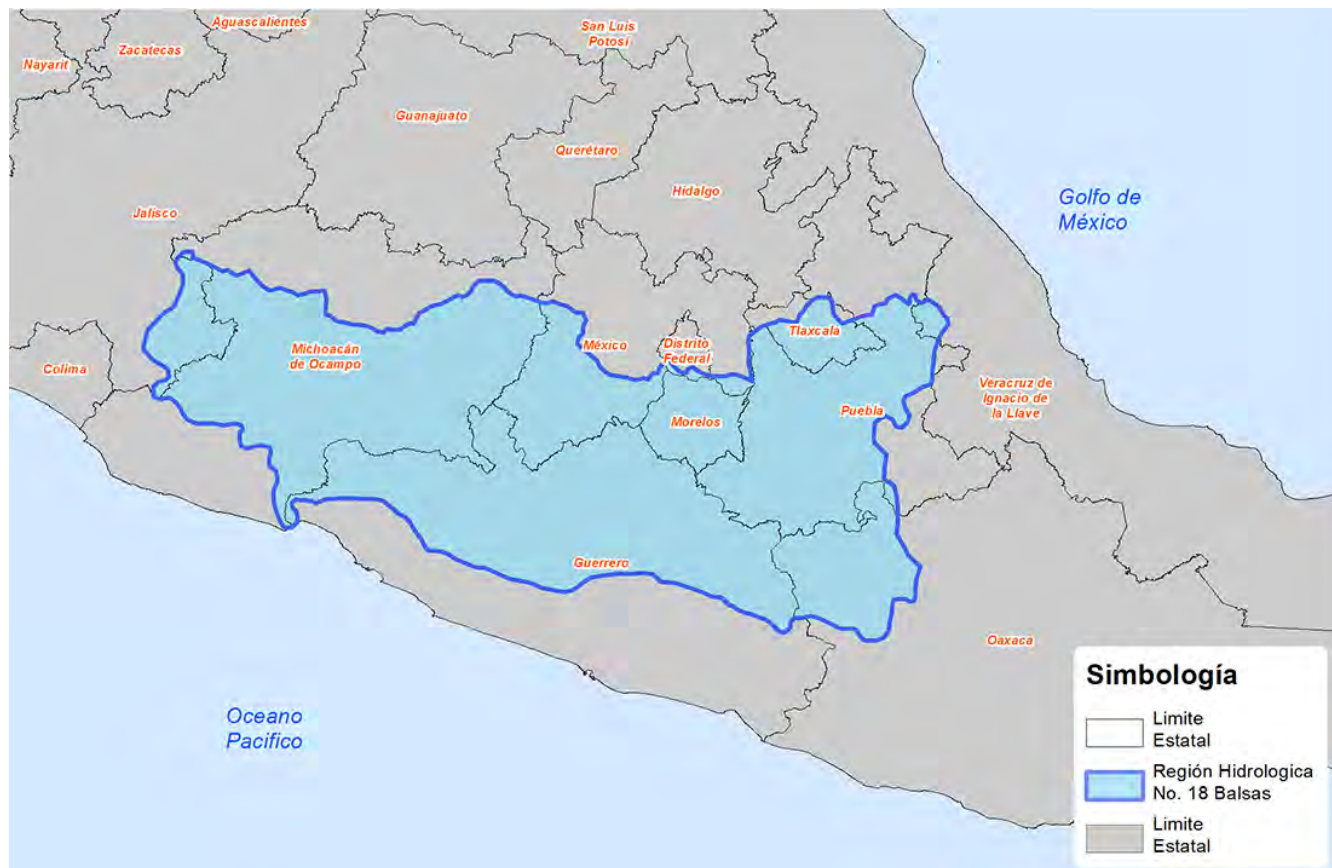 Aguascalientes
San Luis
Potosí
Zacatecas
Nayarit
Guanajuato
Querétaro
Hidalgo
Golfo de
México
Jalisco
Tlaxcala
México
Distrito
Federal
Michoacán
de Ocampo
Colima
Veracruz de
Ignacio de
la Llave
Puebla
Morelos
Guerrero
Oaxaca
Oceano
Pacifico
Simbología
Limite
Estatal
Región Hidrologica
No. 18 Balsas
Limite
Estatal